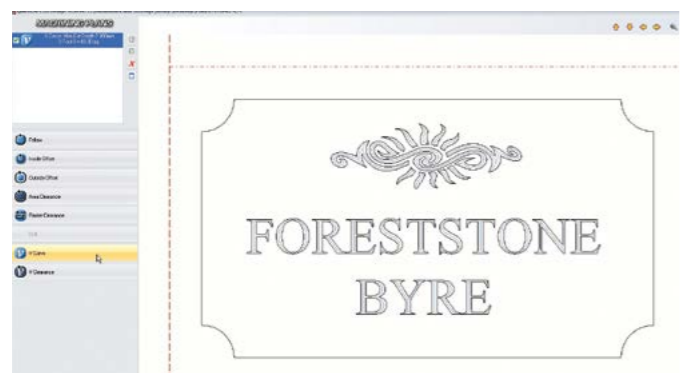 MACHINING PLANS
Follow
Inside Offset
Outside Offset
Area Clearance
Raster Clearance
V Carve
V Clearance
FORESTSTONE
BYRE